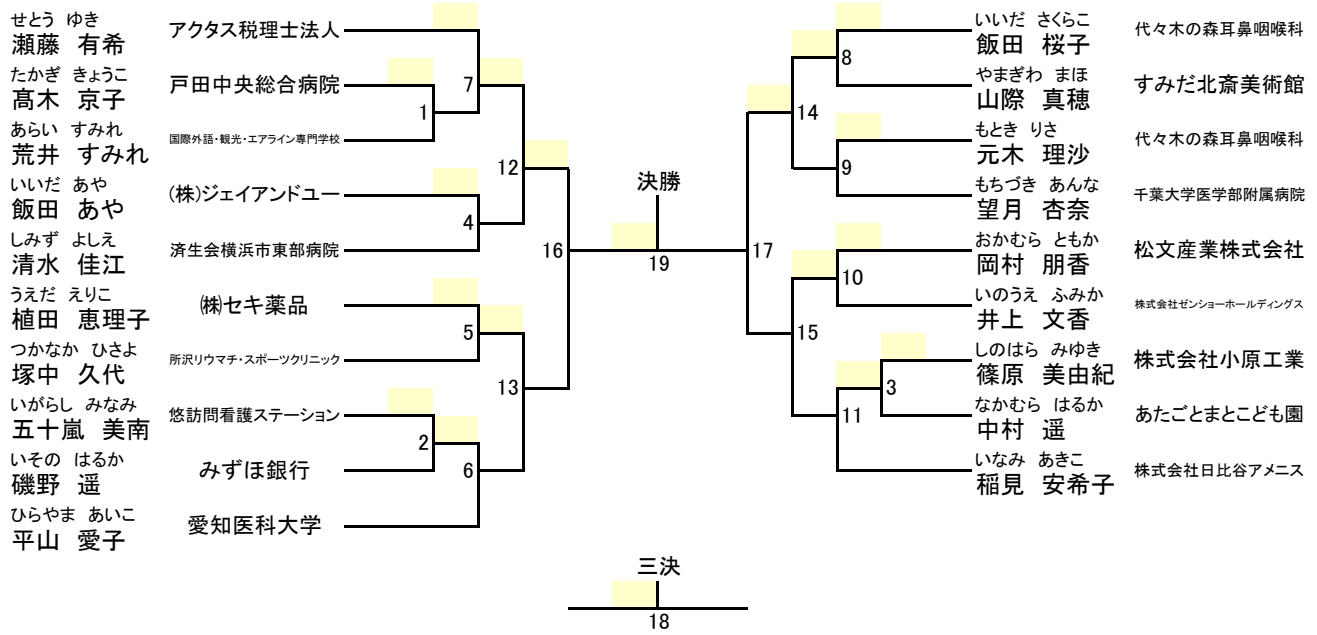 せとう ゆき
瀬藤 有希 アクタス税理士法人
たかぎ きょうこ
髙木 京子 戸田中央総合病院
あらい すみれ
荒井 すみれ 国際外語・観光・エアライン専門学校
いいだ あや
飯田 あや (株)ジェイアンドユー
しみず よしえ
清水 佳江 済生会横浜市東部病院
うえだ えりこ
植田 恵理子 ㈱セキ薬品
つかなか ひさよ
塚中 久代 所沢リウマチ・スポーツクリニック
いがらし みなみ
五十嵐 美南 悠訪問看護ステーション
いその はるか
磯野 遥 みずほ銀行
ひらやま あいこ
平山 愛子 愛知医科大学
7
1
12
4
16
5
13
2
6
決勝
19
三決
18
8
14
9
17
10
15
3
11
いいだ さくらこ
飯田 桜子 代々木の森耳鼻咽喉科
やまぎわ まほ
山際 真穂 すみだ北斎美術館
もとき りさ
元木 理沙 代々木の森耳鼻咽喉科
もちづき あんな
望月 杏奈 千葉大学医学部附属病院
おかむら ともか
岡村 朋香 松文産業株式会社
いのうえ ふみか
井上 文香 株式会社ゼンショーホールディングス
しのはら みゆき
篠原 美由紀 株式会社小原工業
なかむら はるか
中村 遥 あたごとまとこども園
いなみ あきこ
稲見 安希子 株式会社日比谷アメニス